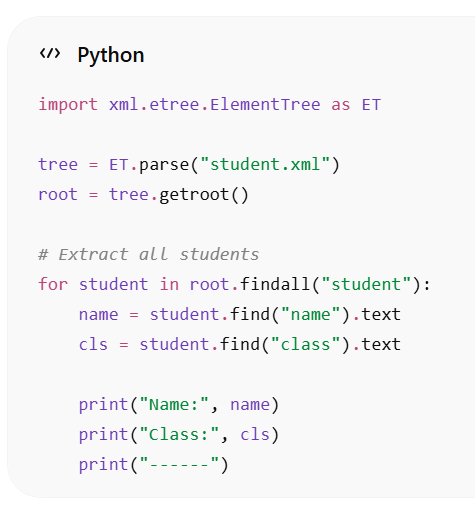 </> Python
import xml.etree.ElementTree as ET
tree = ET.parse("student.xml")
root = tree.getroot()
# Extract all students
for student in root.findall("student"):
    name = student.find("name").text
    cls = student.find("class").text
    print("Name:", name)
    print("Class:", cls)
    print("------")